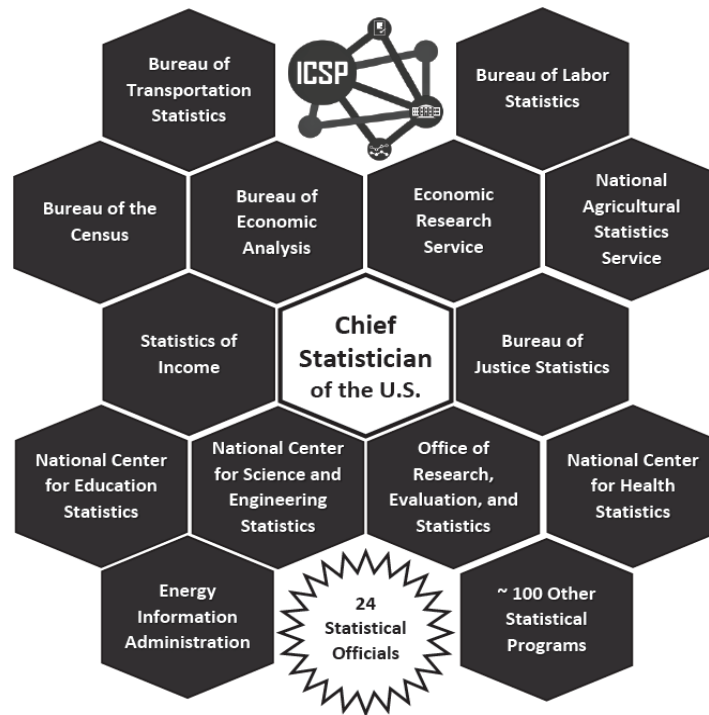 Bureau of
Transportation
Statistics
ICSP
Bureau of Labor
Statistics
Bureau of the
Census
Bureau of
Economic
Analysis
Economic
Research
Service
National
Agricultural
Statistics
Service
Statistics of
Income
Chief
Statistician
of the U.S.
Bureau of
Justice Statistics
National Center
for Education
Statistics
National Center
for Science and
Engineering
Statistics
Office of
Research,
Evaluation, and
Statistics
National Center
for Health
Statistics
Energy
Information
Administration
24
Statistical
Officials
~ 100 Other
Statistical
Programs